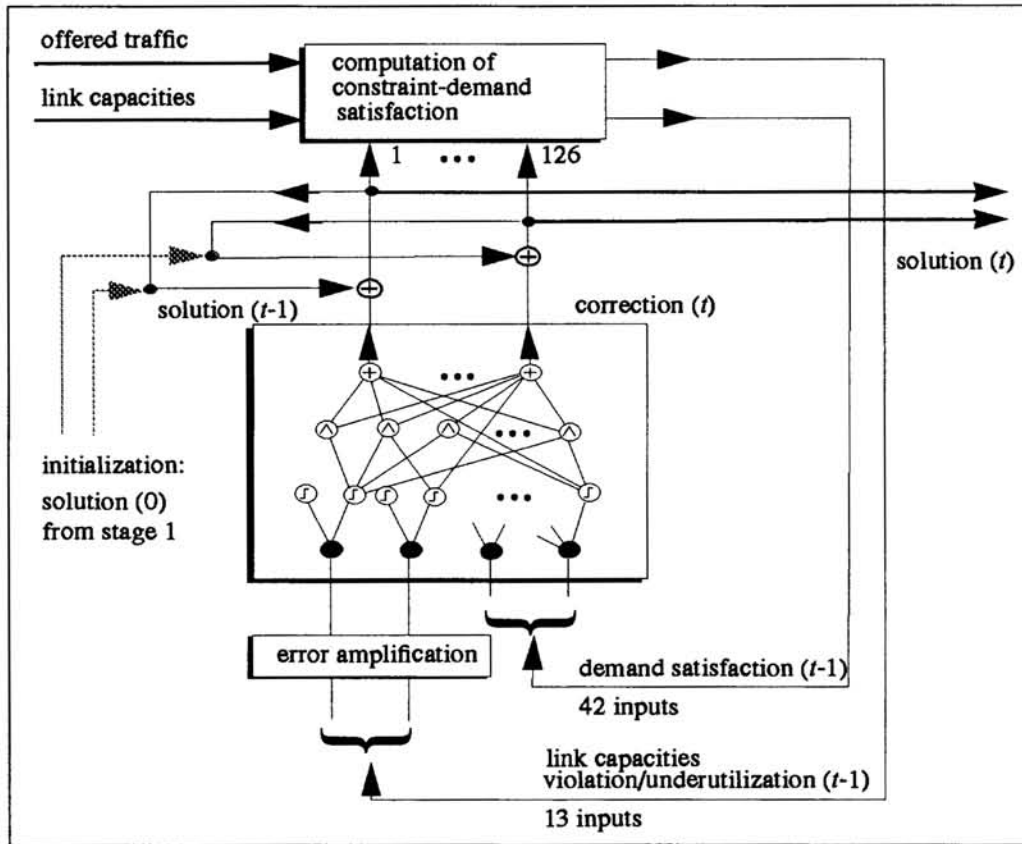 offered traffic
link capacities
computation of
constraint-demand
satisfaction
1 ••• 126
solution (t)
solution (t-1)
correction (t)
+
+
+ ••• +
^ ^ ^ ••• ^
•••
initialization:
solution (0)
from stage 1
error amplification
demand satisfaction (t-1)
42 inputs
link capacities
violation/underutilization (t-1)
13 inputs